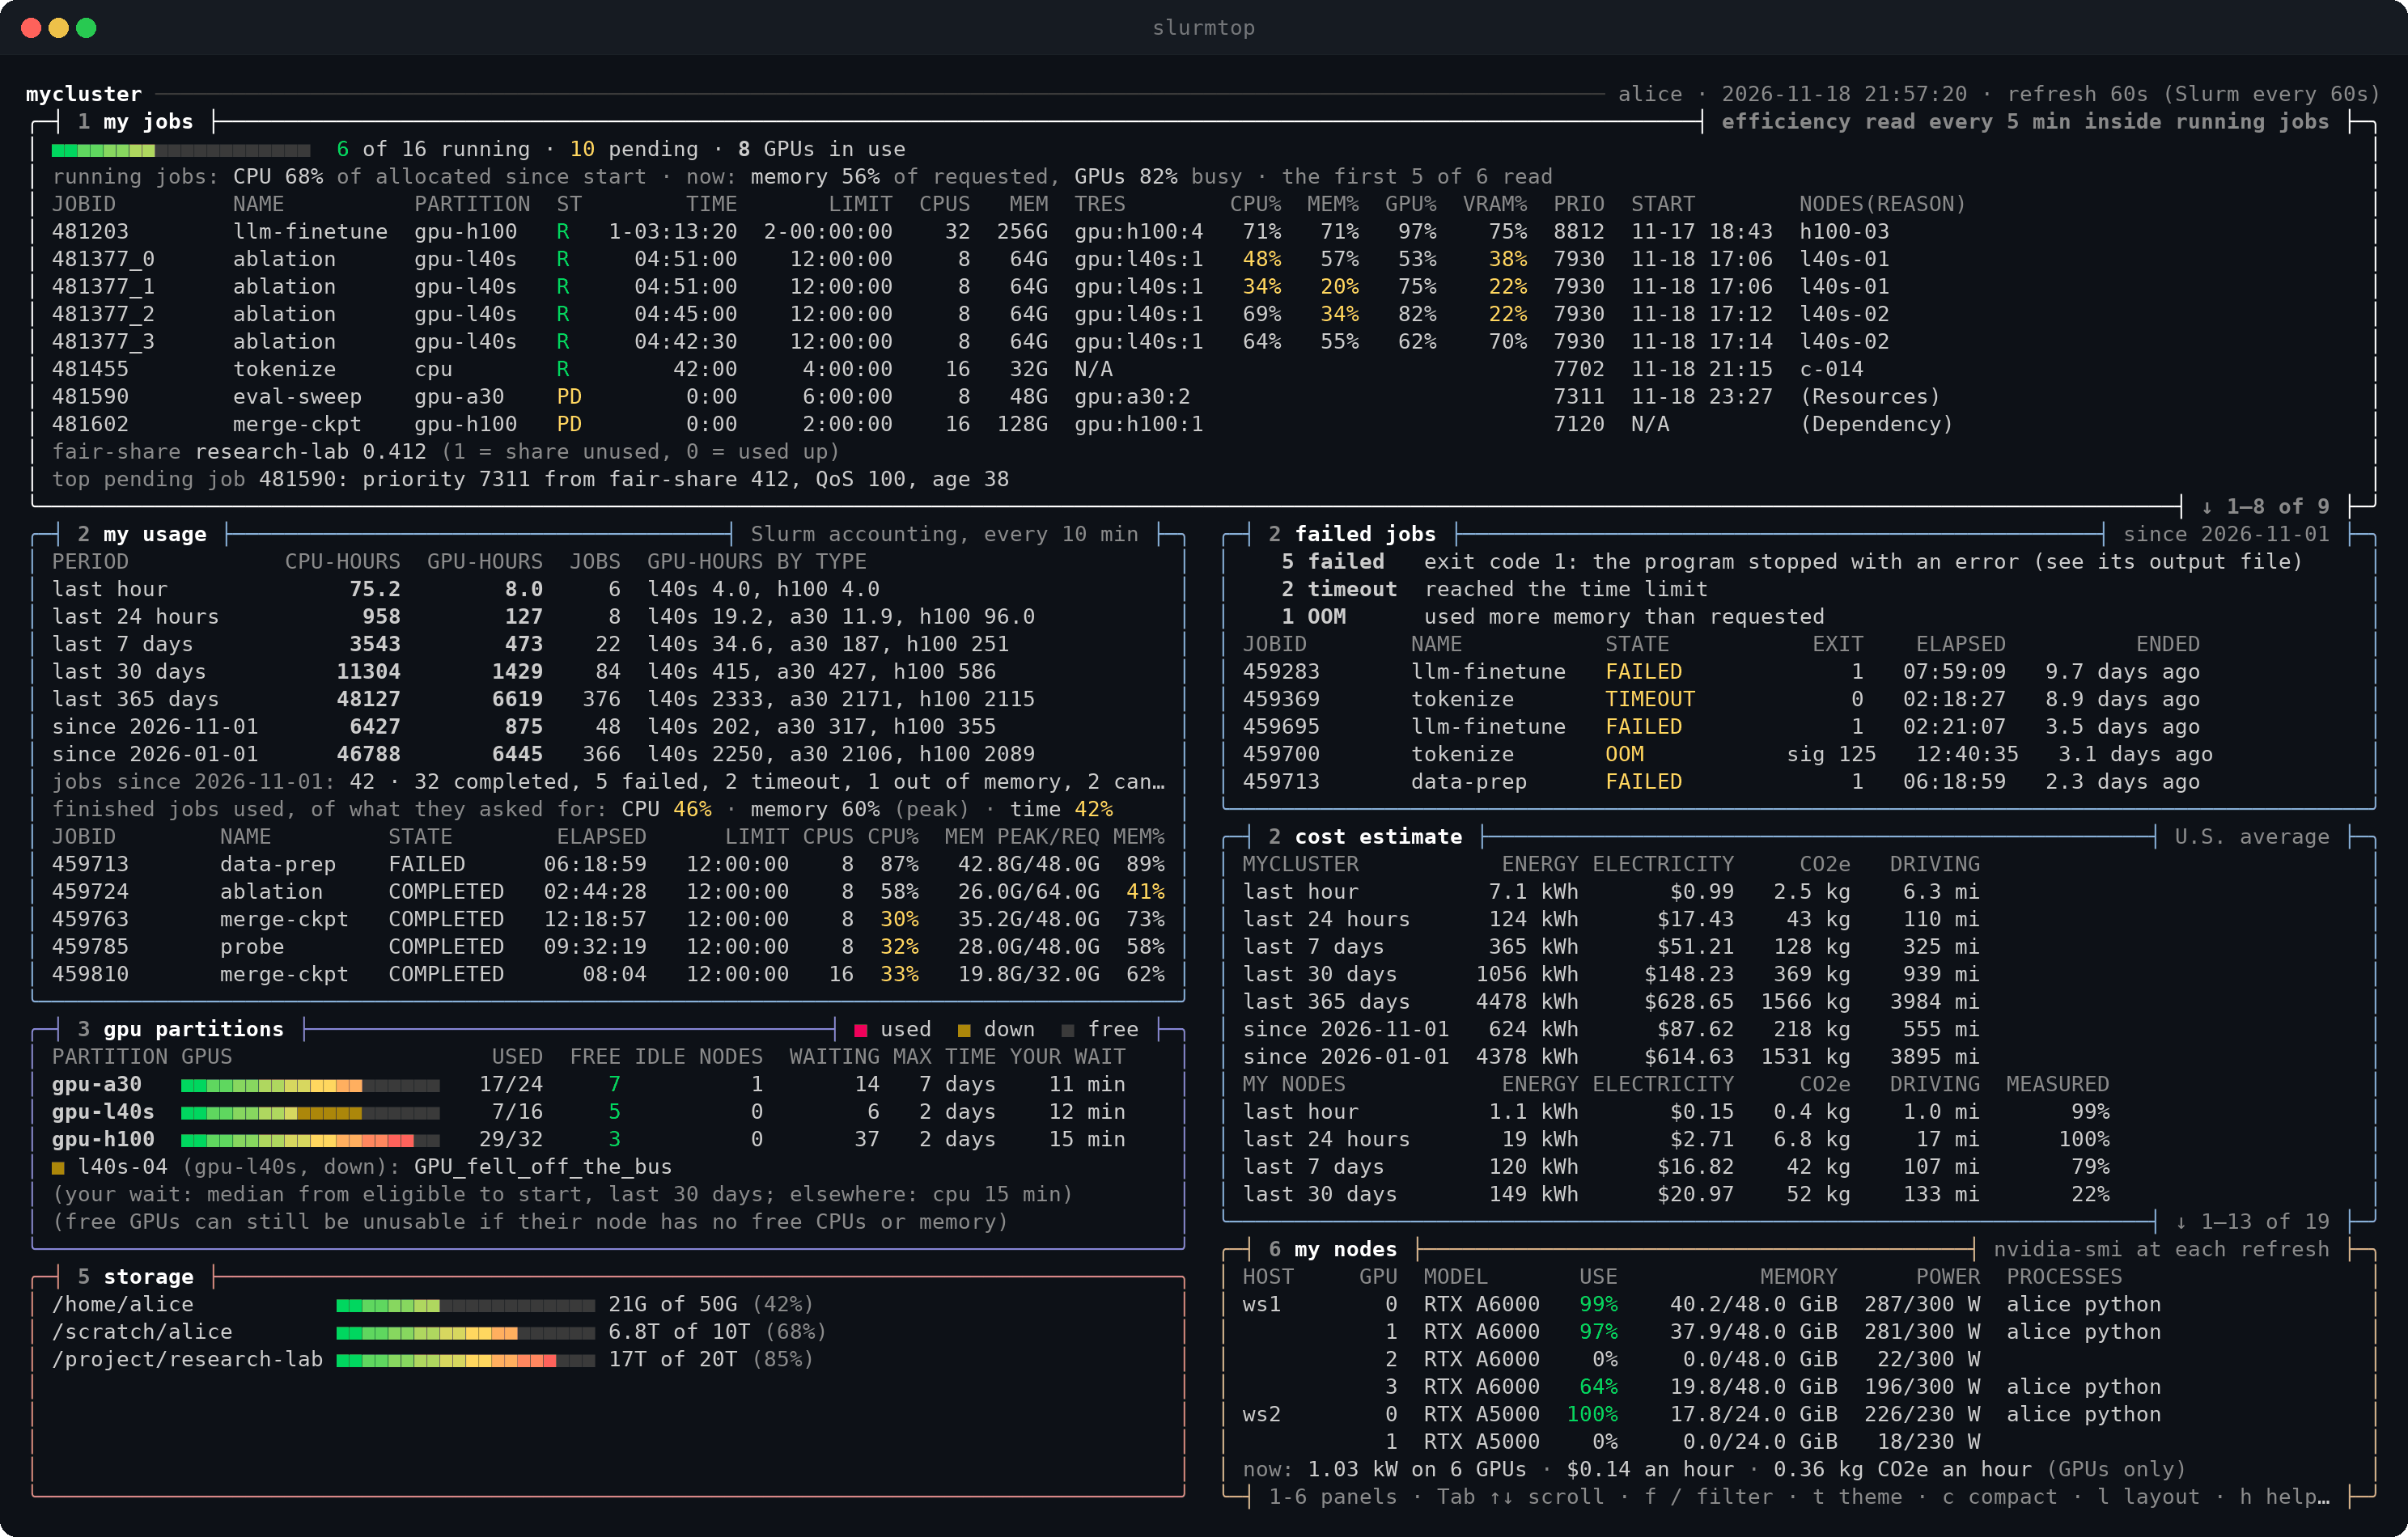 slurmtop
mycluster alice · 2026-11-18 21:57:20 · refresh 60s (Slurm every 60s)
1 my jobs efficiency read every 5 min inside running jobs
6 of 16 running · 10 pending · 8 GPUs in use
running jobs: CPU 68% of allocated since start · now: memory 56% of requested, GPUs 82% busy · the first 5 of 6 read
JOBID NAME PARTITION ST TIME LIMIT CPUS MEM TRES CPU% MEM% GPU% VRAM% PRIO START NODES(REASON)
481203 llm-finetune gpu-h100 R 1-03:13:20 2-00:00:00 32 256G gpu:h100:4 71% 71% 97% 75% 8812 11-17 18:43 h100-03
481377_0 ablation gpu-l40s R 04:51:00 12:00:00 8 64G gpu:l40s:1 48% 57% 53% 38% 7930 11-18 17:06 l40s-01
481377_1 ablation gpu-l40s R 04:51:00 12:00:00 8 64G gpu:l40s:1 34% 20% 75% 22% 7930 11-18 17:06 l40s-01
481377_2 ablation gpu-l40s R 04:45:00 12:00:00 8 64G gpu:l40s:1 69% 34% 82% 22% 7930 11-18 17:12 l40s-02
481377_3 ablation gpu-l40s R 04:42:30 12:00:00 8 64G gpu:l40s:1 64% 55% 62% 70% 7930 11-18 17:14 l40s-02
481455 tokenize cpu R 42:00 4:00:00 16 32G N/A 7702 11-18 21:15 c-014
481590 eval-sweep gpu-a30 PD 0:00 6:00:00 8 48G gpu:a30:2 7311 11-18 23:27 (Resources)
481602 merge-ckpt gpu-h100 PD 0:00 2:00:00 16 128G gpu:h100:1 7120 N/A (Dependency)
fair-share research-lab 0.412 (1 = share unused, 0 = used up)
top pending job 481590: priority 7311 from fair-share 412, QoS 100, age 38
↓ 1–8 of 9
2 my usage Slurm accounting, every 10 min
PERIOD CPU-HOURS GPU-HOURS JOBS GPU-HOURS BY TYPE
last hour 75.2 8.0 6 l40s 4.0, h100 4.0
last 24 hours 958 127 8 l40s 19.2, a30 11.9, h100 96.0
last 7 days 3543 473 22 l40s 34.6, a30 187, h100 251
last 30 days 11304 1429 84 l40s 415, a30 427, h100 586
last 365 days 48127 6619 376 l40s 2333, a30 2171, h100 2115
since 2026-11-01 6427 875 48 l40s 202, a30 317, h100 355
since 2026-01-01 46788 6445 366 l40s 2250, a30 2106, h100 2089
jobs since 2026-11-01: 42 · 32 completed, 5 failed, 2 timeout, 1 out of memory, 2 can…
finished jobs used, of what they asked for: CPU 46% · memory 60% (peak) · time 42%
JOBID NAME STATE ELAPSED LIMIT CPUS CPU% MEM PEAK/REQ MEM%
459713 data-prep FAILED 06:18:59 12:00:00 8 87% 42.8G/48.0G 89%
459724 ablation COMPLETED 02:44:28 12:00:00 8 58% 26.0G/64.0G 41%
459763 merge-ckpt COMPLETED 12:18:57 12:00:00 8 30% 35.2G/48.0G 73%
459785 probe COMPLETED 09:32:19 12:00:00 8 32% 28.0G/48.0G 58%
459810 merge-ckpt COMPLETED 08:04 12:00:00 16 33% 19.8G/32.0G 62%
2 failed jobs since 2026-11-01
5 failed exit code 1: the program stopped with an error (see its output file)
2 timeout reached the time limit
1 OOM used more memory than requested
JOBID NAME STATE EXIT ELAPSED ENDED
459283 llm-finetune FAILED 1 07:59:09 9.7 days ago
459369 tokenize TIMEOUT 0 02:18:27 8.9 days ago
459695 llm-finetune FAILED 1 02:21:07 3.5 days ago
459700 tokenize OOM sig 125 12:40:35 3.1 days ago
459713 data-prep FAILED 1 06:18:59 2.3 days ago
2 cost estimate U.S. average
MYCLUSTER ENERGY ELECTRICITY CO2e DRIVING
last hour 7.1 kWh $0.99 2.5 kg 6.3 mi
last 24 hours 124 kWh $17.43 43 kg 110 mi
last 7 days 365 kWh $51.21 128 kg 325 mi
last 30 days 1056 kWh $148.23 369 kg 939 mi
last 365 days 4478 kWh $628.65 1566 kg 3984 mi
since 2026-11-01 624 kWh $87.62 218 kg 555 mi
since 2026-01-01 4378 kWh $614.63 1531 kg 3895 mi
MY NODES ENERGY ELECTRICITY CO2e DRIVING MEASURED
last hour 1.1 kWh $0.15 0.4 kg 1.0 mi 99%
last 24 hours 19 kWh $2.71 6.8 kg 17 mi 100%
last 7 days 120 kWh $16.82 42 kg 107 mi 79%
last 30 days 149 kWh $20.97 52 kg 133 mi 22%
↓ 1–13 of 19
3 gpu partitions used down free
PARTITION GPUS USED FREE IDLE NODES WAITING MAX TIME YOUR WAIT
gpu-a30 17/24 7 1 14 7 days 11 min
gpu-l40s 7/16 5 0 6 2 days 12 min
gpu-h100 29/32 3 0 37 2 days 15 min
l40s-04 (gpu-l40s, down): GPU_fell_off_the_bus
(your wait: median from eligible to start, last 30 days; elsewhere: cpu 15 min)
(free GPUs can still be unusable if their node has no free CPUs or memory)
5 storage
/home/alice 21G of 50G (42%)
/scratch/alice 6.8T of 10T (68%)
/project/research-lab 17T of 20T (85%)
6 my nodes nvidia-smi at each refresh
HOST GPU MODEL USE MEMORY POWER PROCESSES
ws1 0 RTX A6000 99% 40.2/48.0 GiB 287/300 W alice python
1 RTX A6000 97% 37.9/48.0 GiB 281/300 W alice python
2 RTX A6000 0% 0.0/48.0 GiB 22/300 W
3 RTX A6000 64% 19.8/48.0 GiB 196/300 W alice python
ws2 0 RTX A5000 100% 17.8/24.0 GiB 226/230 W alice python
1 RTX A5000 0% 0.0/24.0 GiB 18/230 W
now: 1.03 kW on 6 GPUs · $0.14 an hour · 0.36 kg CO2e an hour (GPUs only)
1-6 panels · Tab ↑↓ scroll · f / filter · t theme · c compact · l layout · h help…